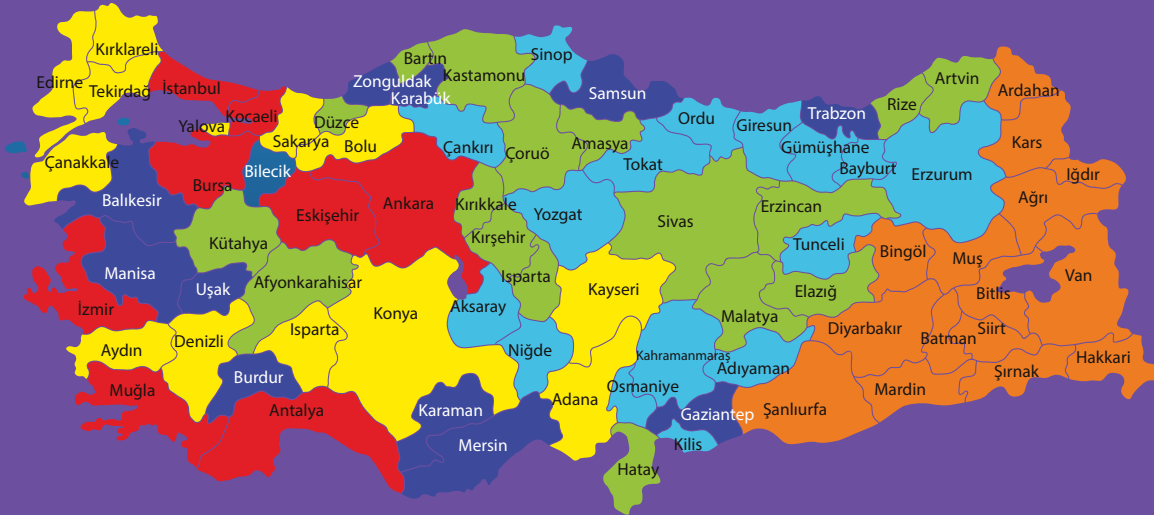 Kırklareli
Edirne
Tekirdağ
İstanbul
Kocaeli
Yalova
Çanakkale
Balıkesir
Bursa
Bilecik
Sakarya
Düzce
Bolu
Zonguldak
Bartın
Karabük
Kastamonu
Sinop
Samsun
Çankırı
Çoruö
Amasya
Ordu
Tokat
Giresun
Gümüşhane
Trabzon
Bayburt
Rize
Artvin
Ardahan
Kars
Iğdır
Ağrı
Erzurum
Erzincan
Tunceli
Sivas
Yozgat
Kırıkkale
Kırşehir
Ankara
Eskişehir
Kütahya
Manisa
Uşak
Afyonkarahisar
İzmir
Aydın
Denizli
Isparta
Konya
Aksaray
Isparta
Niğde
Kayseri
Malatya
Elazığ
Bingöl
Muş
Bitlis
Van
Hakkari
Şırnak
Siirt
Batman
Diyarbakır
Mardin
Şanlıurfa
Adıyaman
Kahramanmaraş
Osmaniye
Gaziantep
Kilis
Hatay
Adana
Mersin
Karaman
Antalya
Burdur
Muğla